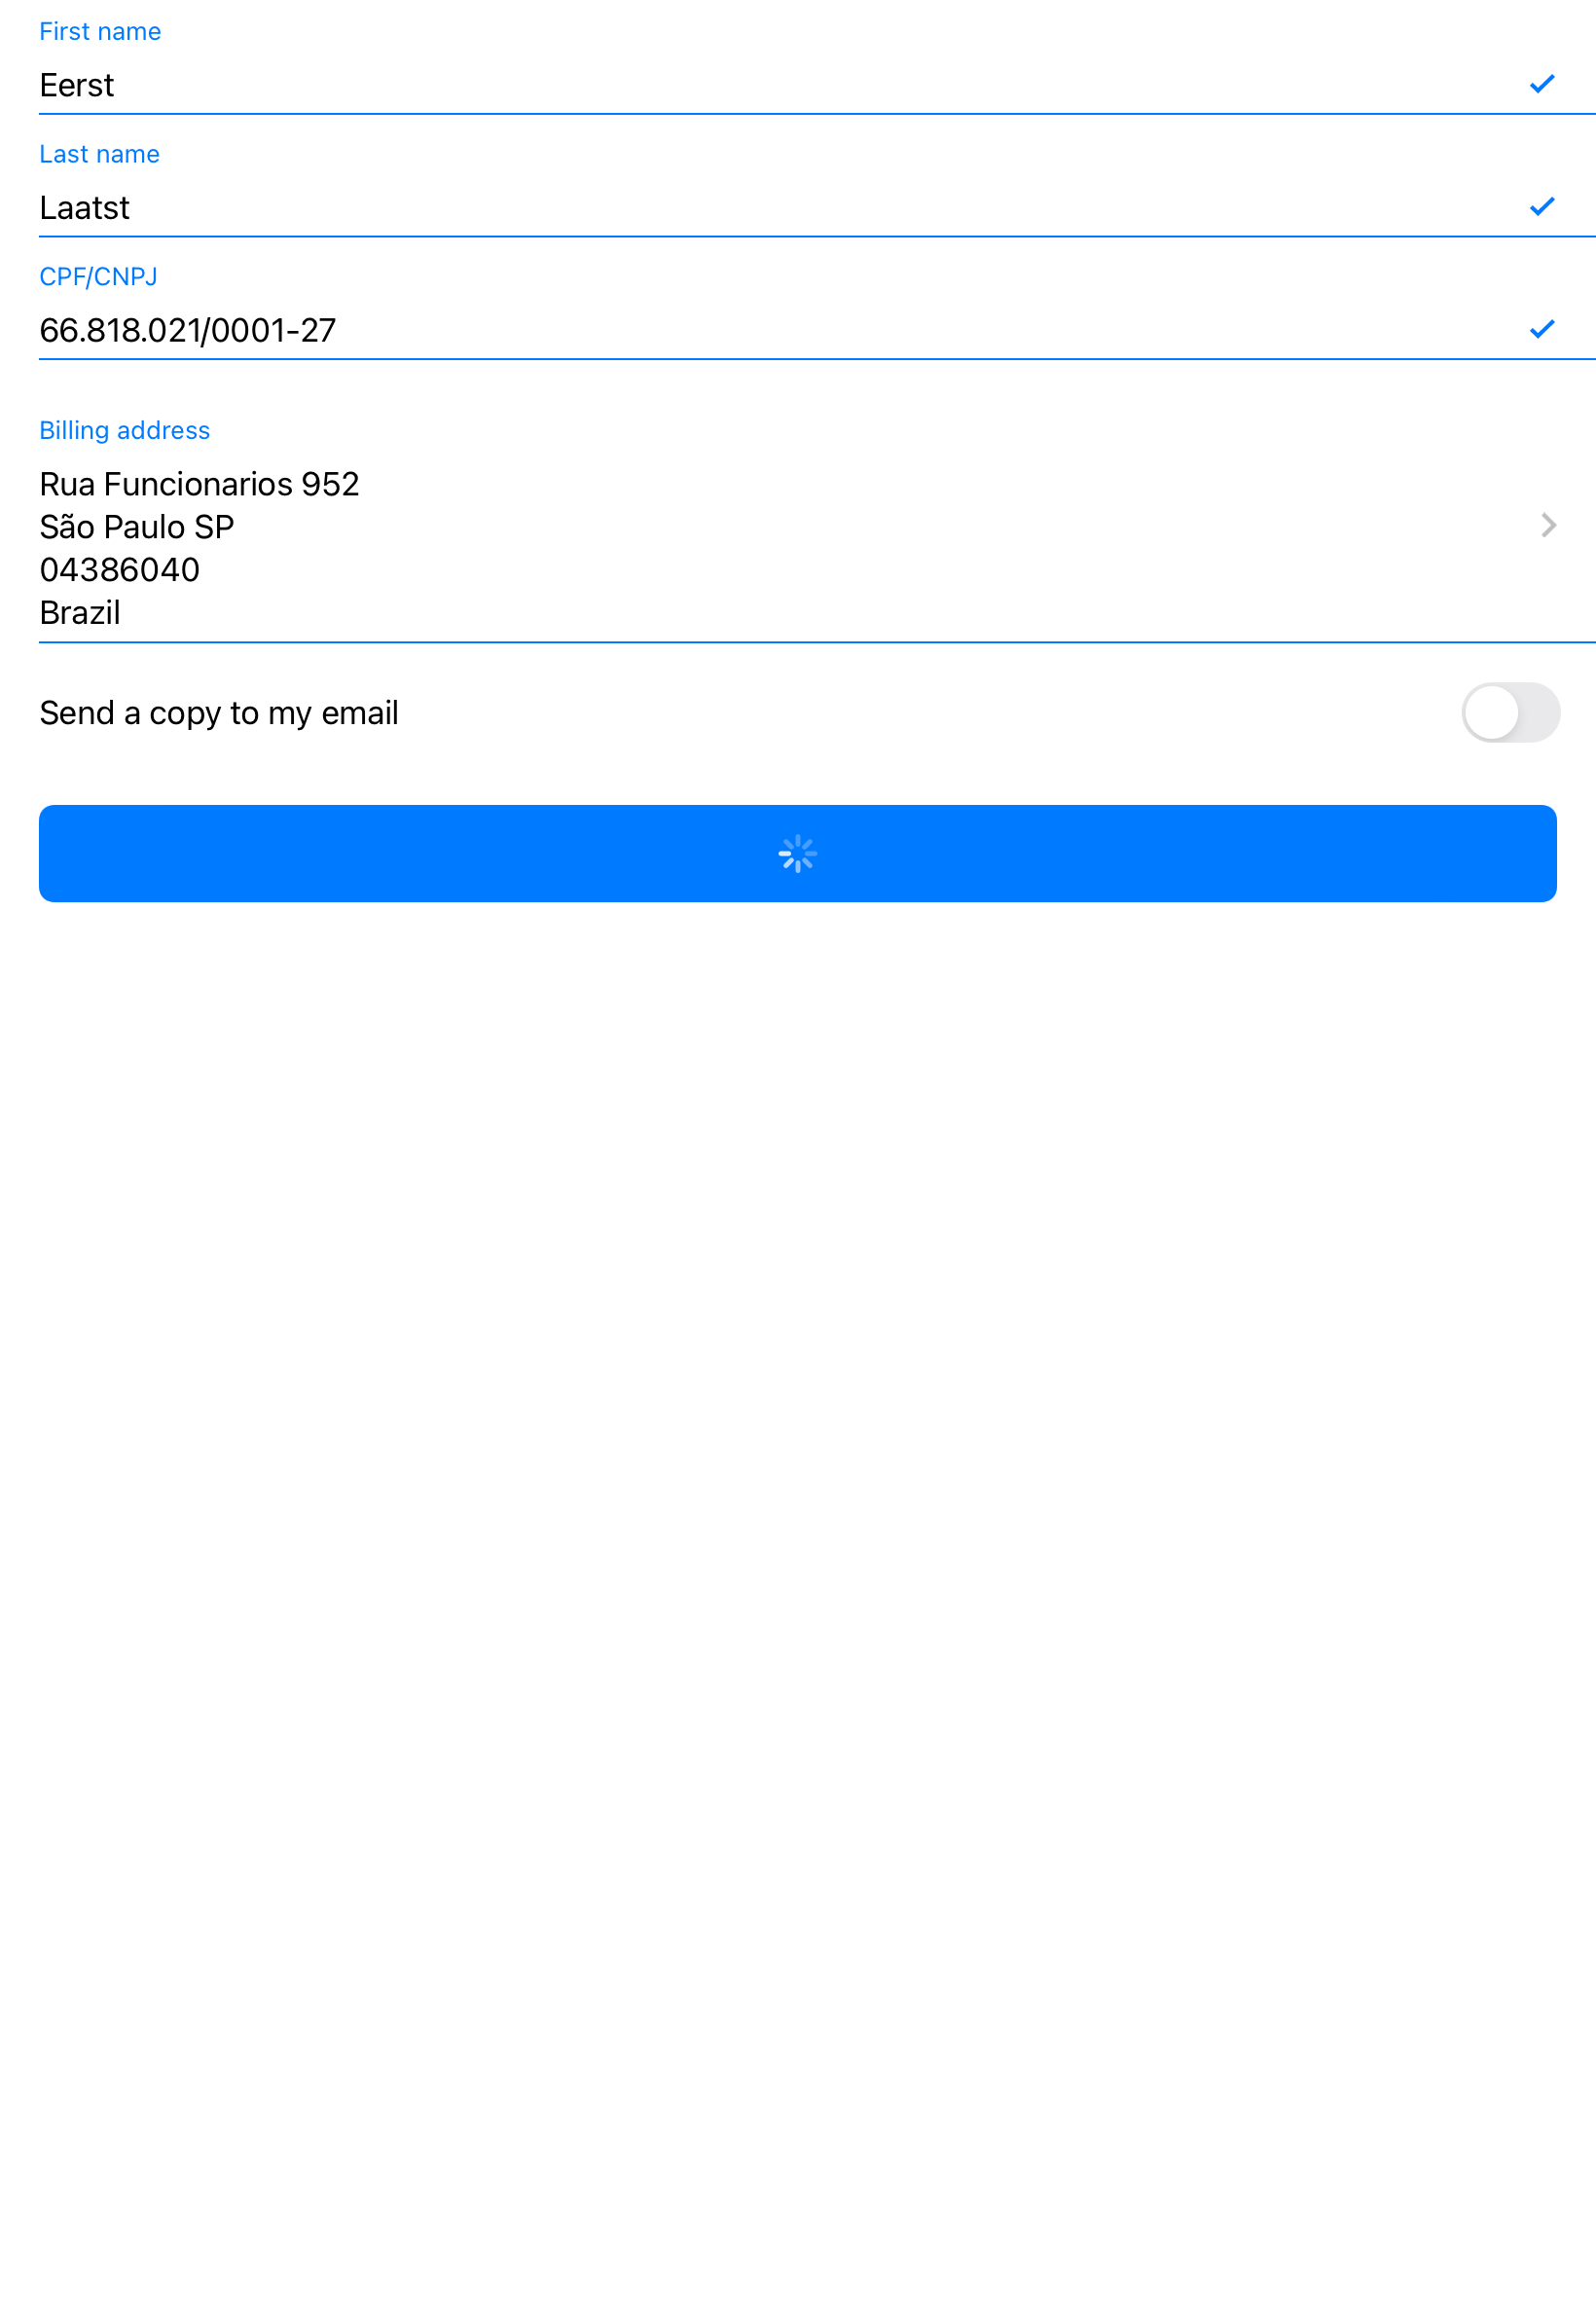 First name
Eerst
Last name
Laatst
CPF/CNPJ
66.818.021/0001-27
Billing address
Rua Funcionarios 952
São Paulo SP
04386040
Brazil
Send a copy to my email